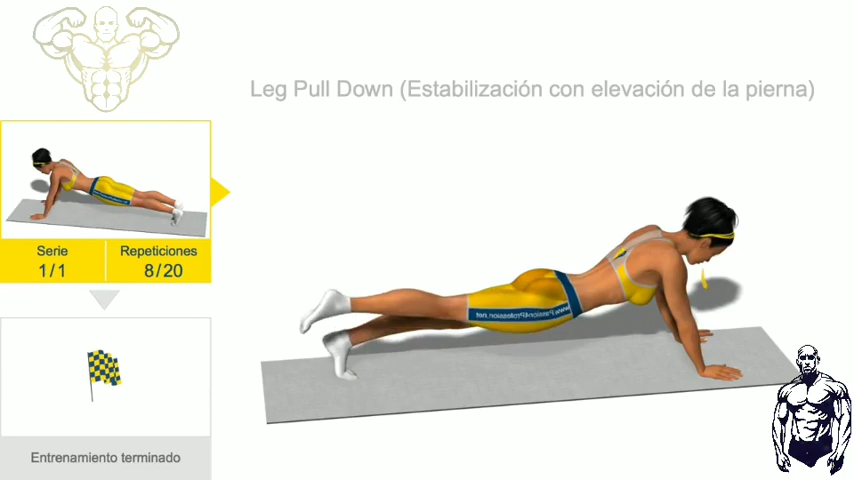 Leg Pull Down (Estabilización con elevación de la pierna)
Serie
1/1
Repeticiones
8/20
Entrenamiento terminado